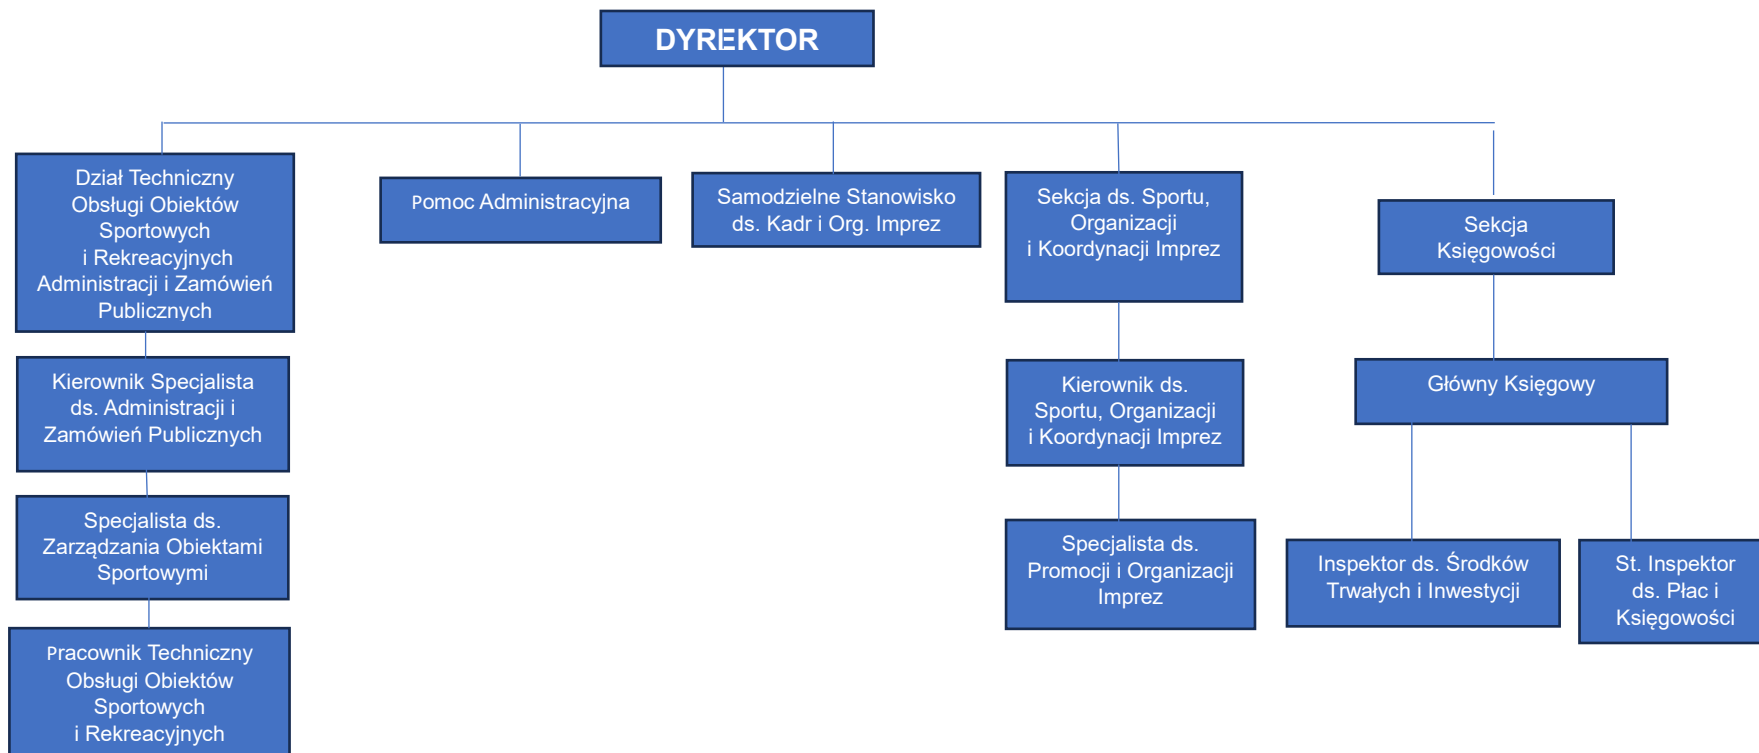 DYREKTOR
Dział Techniczny
Obsługi Obiektów
Sportowych
i Rekreacyjnych
Administracji i Zamówień
Publicznych
Pomoc Administracyjna
Samodzielne Stanowisko
ds. Kadr i Org. Imprez
Sekcja ds. Sportu,
Organizacji
i Koordynacji Imprez
Sekcja
Księgowości
Kierownik Specjalista
ds. Administracji i
Zamówień Publicznych
Kierownik ds.
Sportu, Organizacji
i Koordynacji Imprez
Główny Księgowy
Specjalista ds.
Zarządzania Obiektami
Sportowymi
Specjalista ds.
Promocji i Organizacji
Imprez
Inspektor ds. Środków
Trwałych i Inwestycji
St. Inspektor
ds. Płac i
Księgowości
Pracownik Techniczny
Obsługi Obiektów
Sportowych
i Rekreacyjnych